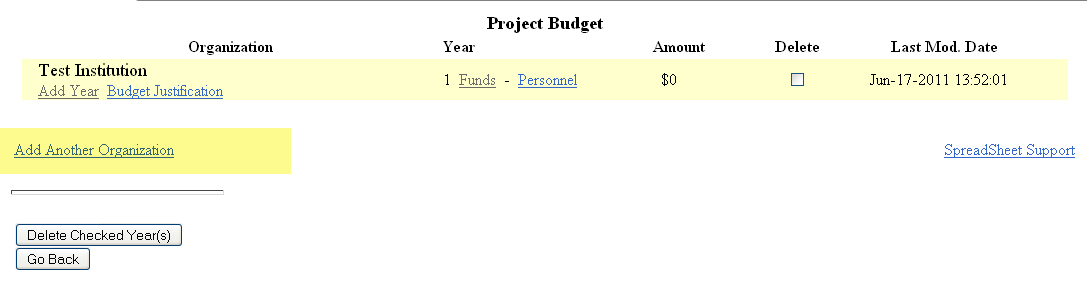 Project Budget
Organization Year Amount Delete Last Mod. Date
Test Institution
1 Funds - Personnel $0 Jun-17-2011 13:52:01
Add Year Budget Justification
Add Another Organization SpreadSheet Support
Delete Checked Year(s)
Go Back